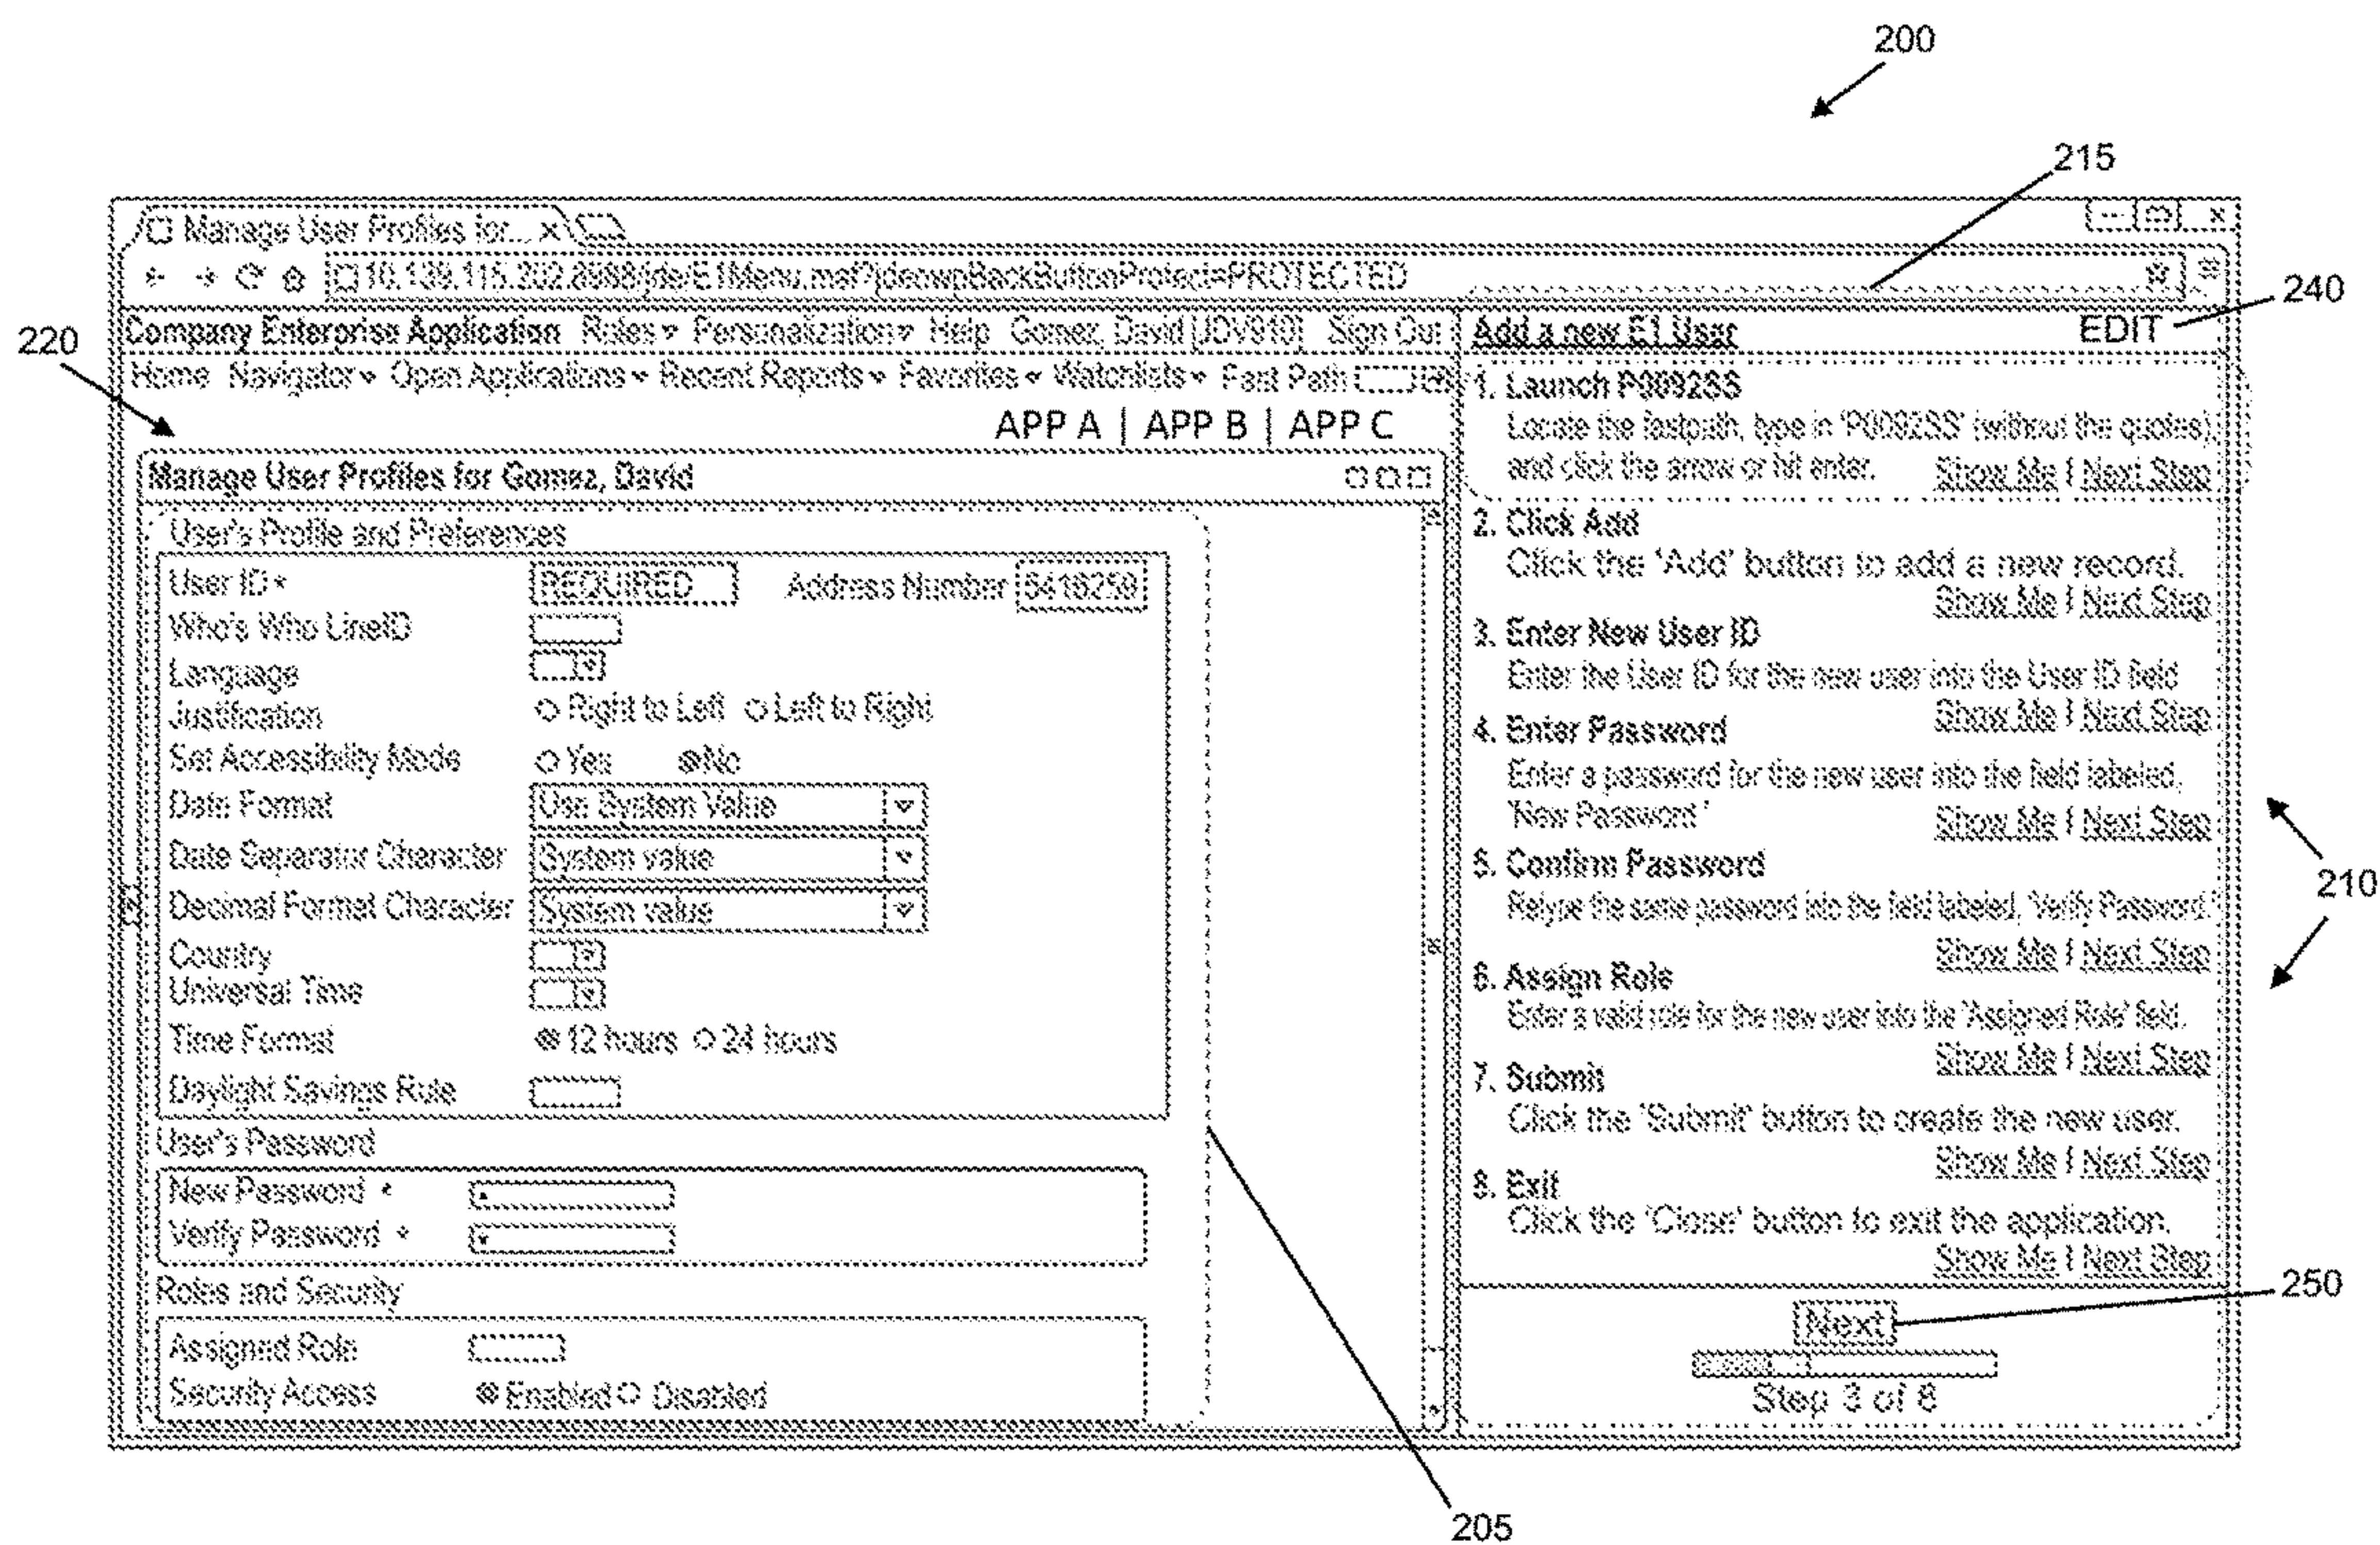 200
215
Manage User Profiles for... x
10.139.115.202.8988/jde/E1Menu.maf?jdeowpBackButtonProtect=PROTECTED
240
220
Company Enterprise Application Roles Personalization Help Gomez, David [JDV910] Sign Out
Home Navigator Open Applications Recent Reports Favorites Watchlists Fast Path
APP A | APP B | APP C
Manage User Profiles for Gomez, David
User's Profile and Preferences
User ID * REQUIRED Address Number 6416259
Who's Who LineID
Language
Justification Right to Left Left to Right
Set Accessibility Mode Yes No
Date Format Use System Value
Date Separator Character System value
Decimal Format Character System value
Country
Universal Time
Time Format 12 hours 24 hours
Daylight Savings Rule
User's Password
New Password *
Verify Password *
Roles and Security
Assigned Role
Security Access Enabled Disabled
205
Add a new E1 User EDIT
1. Launch P0092SS
Locate the fastpath, type in 'P0092SS' (without the quotes),
and click the arrow or hit enter. Show Me | Next Step
2. Click Add
Click the 'Add' button to add a new record.
Show Me | Next Step
3. Enter New User ID
Enter the User ID for the new user into the User ID field
Show Me | Next Step
4. Enter Password
Enter a password for the new user into the field labeled,
'New Password.'
Show Me | Next Step
5. Confirm Password
Retype the same password into the field labeled, 'Verify Password.'
Show Me | Next Step
6. Assign Role
Enter a valid role for the new user into the 'Assigned Role' field.
Show Me | Next Step
7. Submit
Click the 'Submit' button to create the new user.
Show Me | Next Step
8. Exit
Click the 'Close' button to exit the application.
Show Me | Next Step
210
Next
250
Step 3 of 8